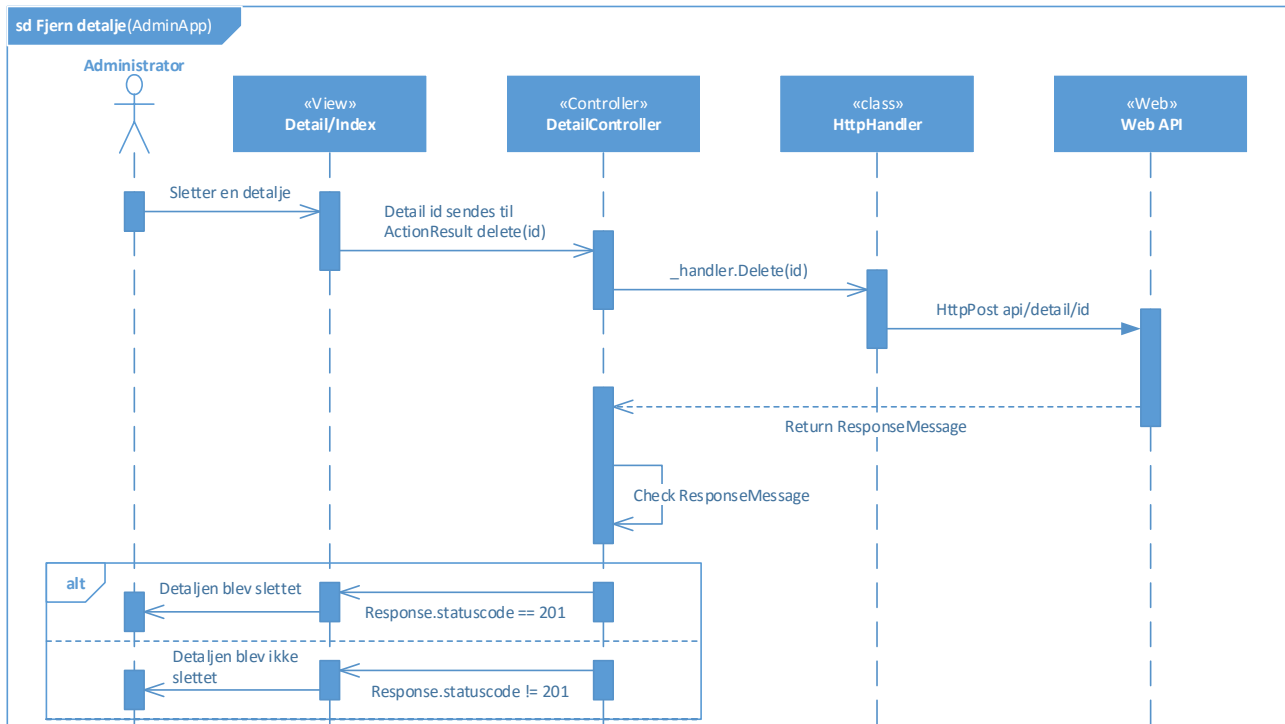 sd Fjern detalje(AdminApp)
Administrator
«View»
Detail/Index
«Controller»
DetailController
«class»
HttpHandler
«Web»
Web API
Sletter en detalje
Detail id sendes til
ActionResult delete(id)
_handler.Delete(id)
HttpPost api/detail/id
Return ResponseMessage
Check ResponseMessage
alt
Detaljen blev slettet
Response.statuscode == 201
Detaljen blev ikke
slettet
Response.statuscode != 201